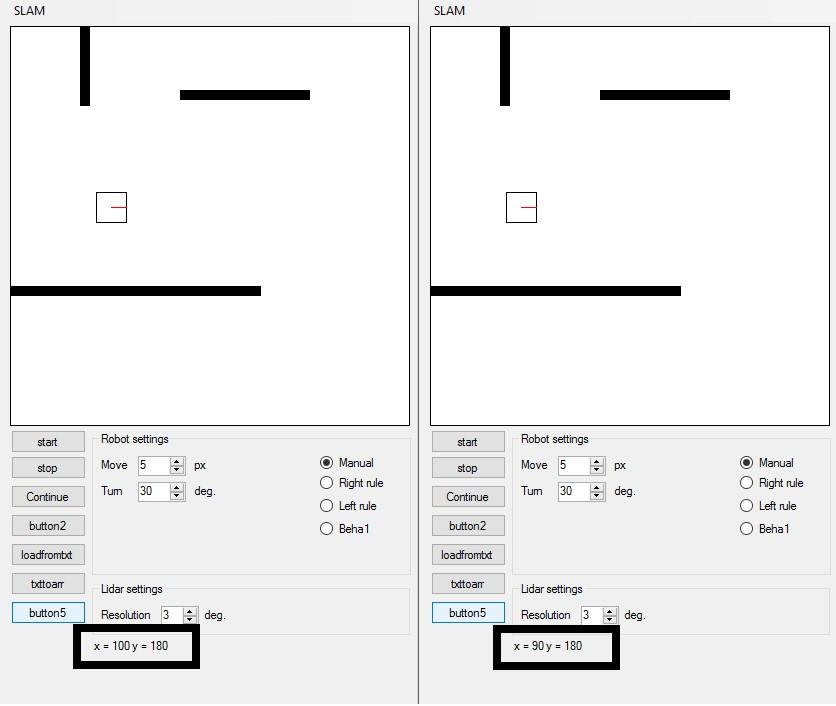 SLAM
start
stop
Continue
button2
loadfromtxt
txttoarr
button5
Robot settings
Move 5 px
Turn 30 deg.
Manual
Right rule
Left rule
Beha1
Lidar settings
Resolution 3 deg.
x = 100 y = 180
SLAM
start
stop
Continue
button2
loadfromtxt
txttoarr
button5
Robot settings
Move 5 px
Turn 30 deg.
Manual
Right rule
Left rule
Beha1
Lidar settings
Resolution 3 deg.
x = 90 y = 180